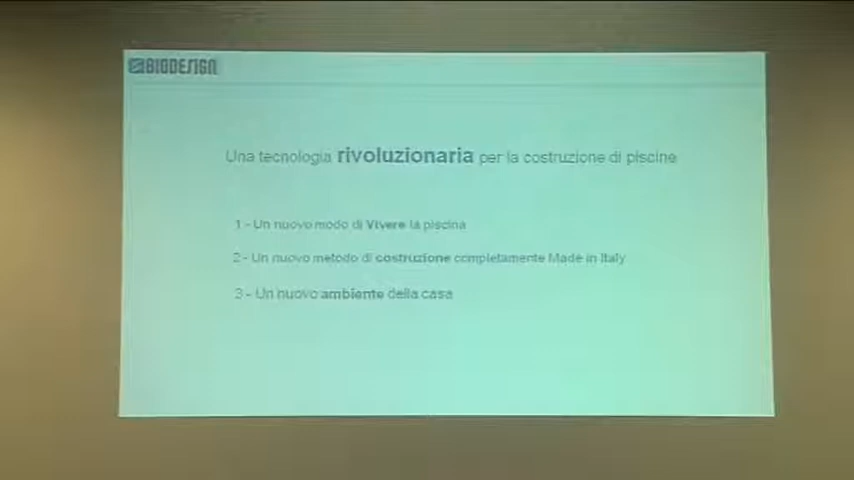 BIODESIGN
Una tecnologia rivoluzionaria per la costruzione di piscine
1 - Un nuovo modo di Vivere la piscina
2 - Un nuovo metodo di costruzione completamente Made in Italy
3 - Un nuovo ambiente della casa